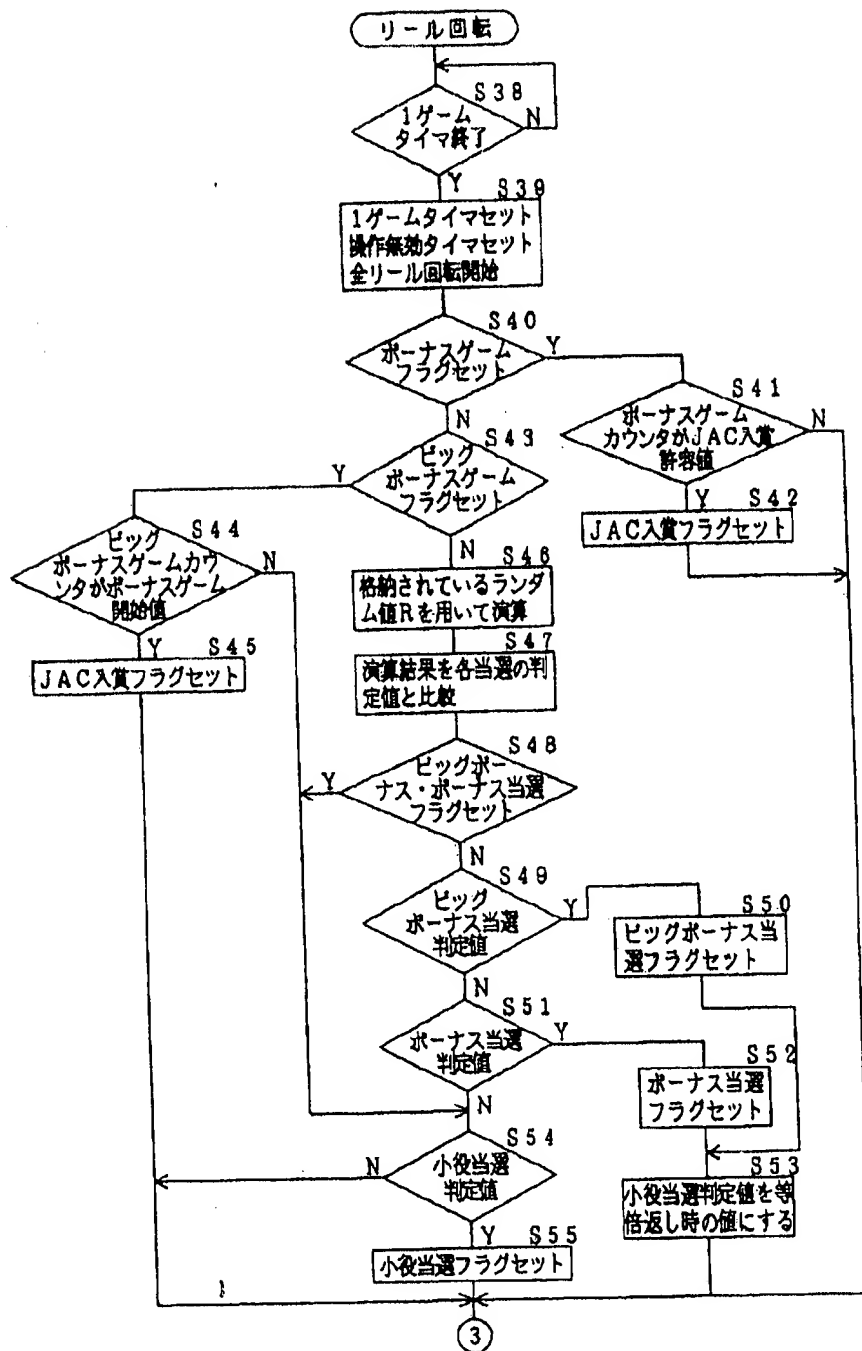 リール回転
S38
1ゲーム
タイマ終了
N
Y
S39
1ゲームタイマセット
操作無効タイマセット
全リール回転開始
S40
ボーナスゲーム
フラグセット
Y
N
S41
ボーナスゲーム
カウンタがJAC入賞
許容値
N
Y
S42
JAC入賞フラグセット
S43
ビッグ
ボーナスゲーム
フラグセット
Y
N
S44
ビッグ
ボーナスゲームカウ
ンタがボーナスゲーム
開始値
N
Y
S45
JAC入賞フラグセット
S46
格納されているランダ
ム値Rを用いて演算
S47
演算結果を各当選の判
定値と比較
S48
ビッグボー
ナス・ボーナス当選
フラグセット
Y
N
S49
ビッグ
ボーナス当選
判定値
Y
N
S50
ビッグボーナス当
選フラグセット
S51
ボーナス当選
判定値
Y
N
S52
ボーナス当選
フラグセット
S53
小役当選判定値を等
倍返し時の値にする
S54
小役当選
判定値
N
Y
S55
小役当選フラグセット
3